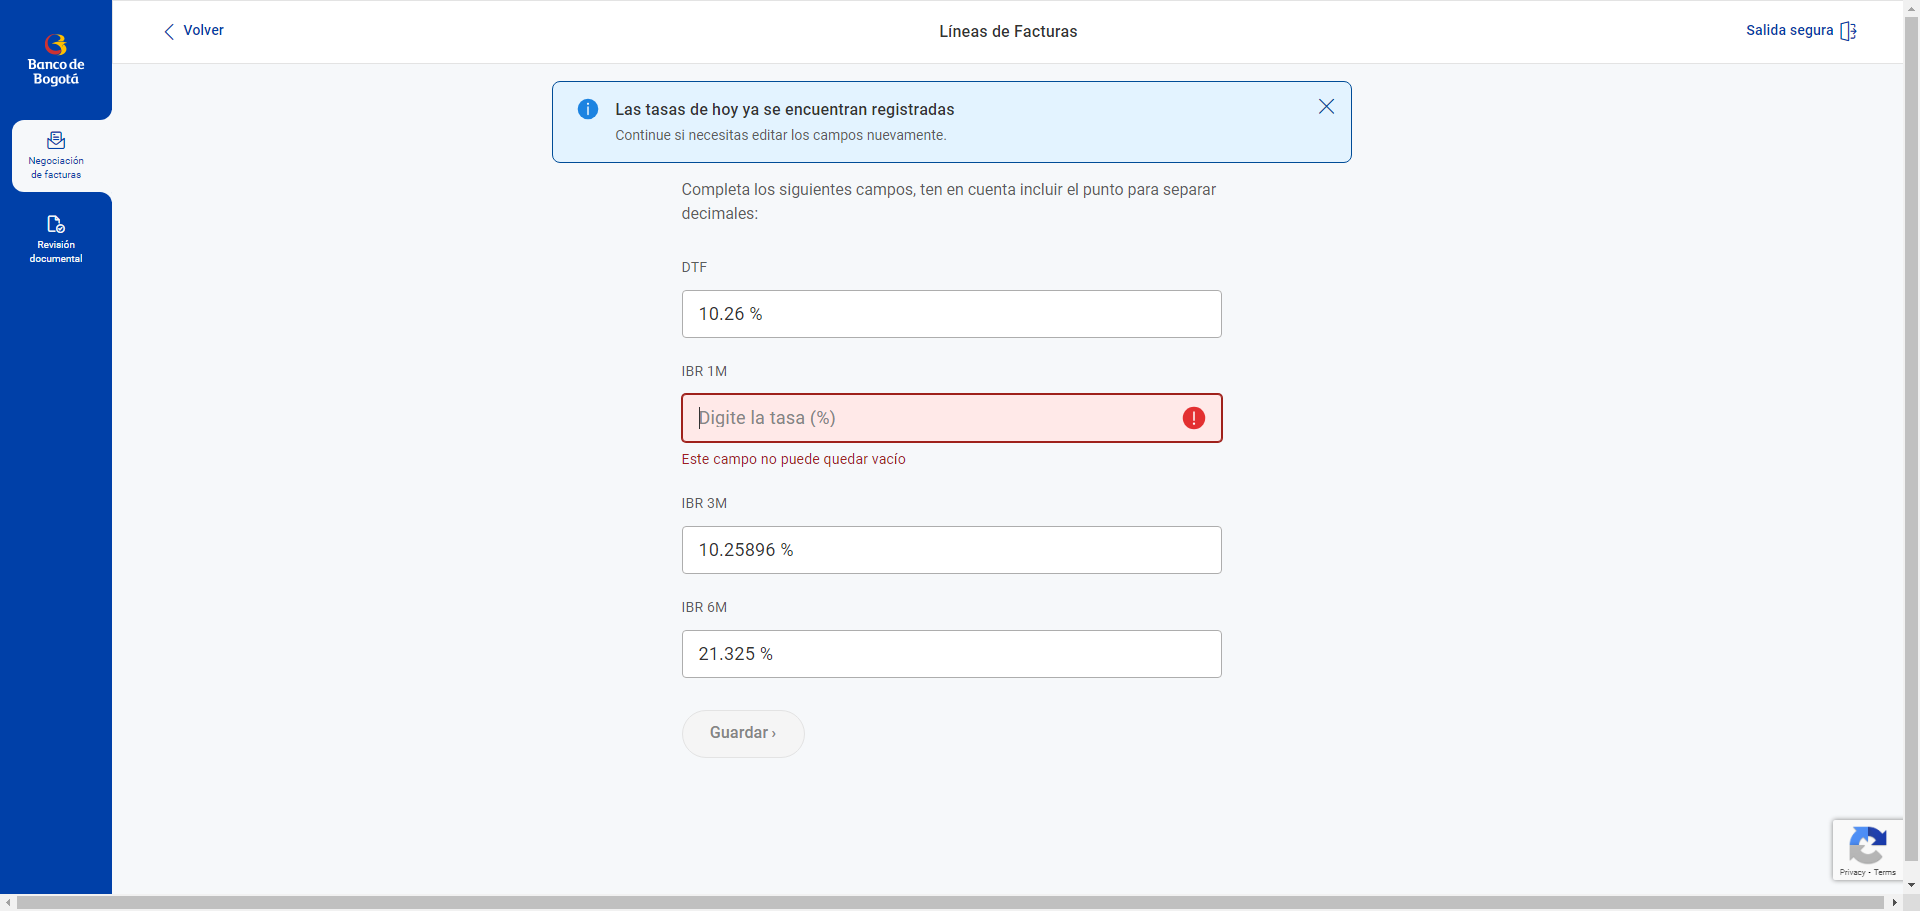 Volver
Líneas de Facturas
Salida segura
Banco de
Bogotá
Negociación
de facturas
Revisión
documental
Las tasas de hoy ya se encuentran registradas
Continue si necesitas editar los campos nuevamente.
Completa los siguientes campos, ten en cuenta incluir el punto para separar
decimales:
DTF
10.26 %
IBR 1M
Digite la tasa (%)
Este campo no puede quedar vacío
IBR 3M
10.25896 %
IBR 6M
21.325 %
Guardar ›
Privacy - Terms